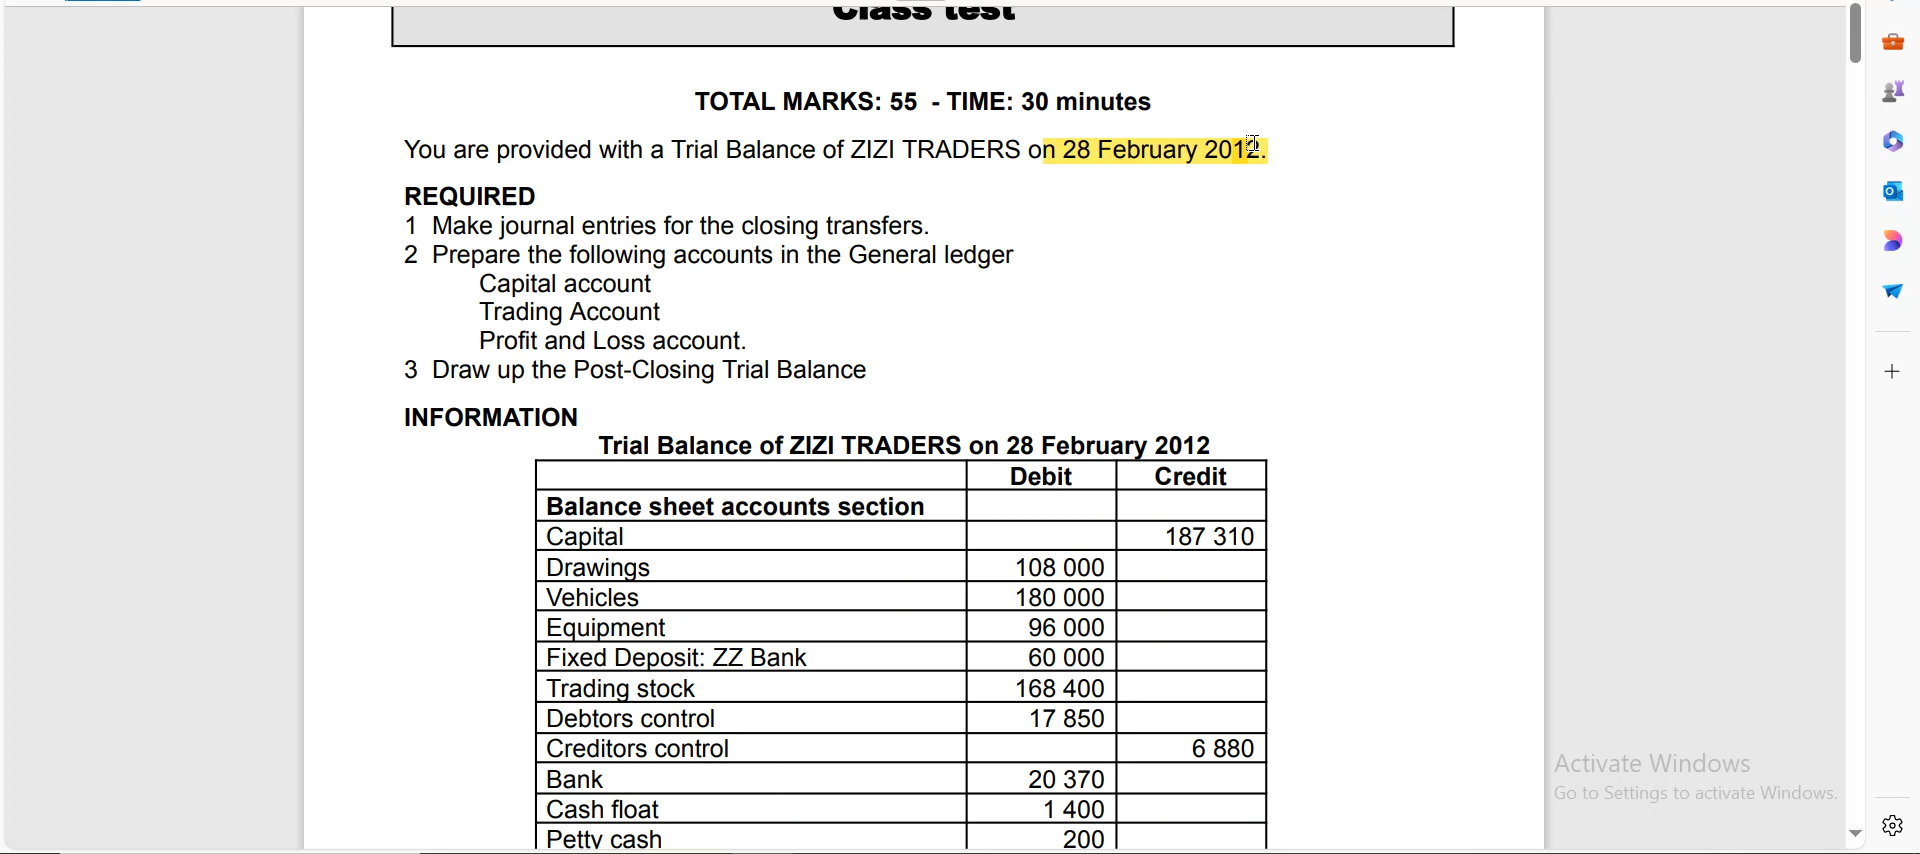 Class test
TOTAL MARKS: 55 - TIME: 30 minutes
You are provided with a Trial Balance of ZIZI TRADERS on 28 February 2012.
REQUIRED
1 Make journal entries for the closing transfers.
2 Prepare the following accounts in the General ledger
Capital account
Trading Account
Profit and Loss account.
3 Draw up the Post-Closing Trial Balance
INFORMATION
Trial Balance of ZIZI TRADERS on 28 February 2012
Debit Credit
Balance sheet accounts section
Capital 187 310
Drawings 108 000
Vehicles 180 000
Equipment 96 000
Fixed Deposit: ZZ Bank 60 000
Trading stock 168 400
Debtors control 17 850
Creditors control 6 880
Bank 20 370
Cash float 1 400
Petty cash 200
Activate Windows
Go to Settings to activate Windows.